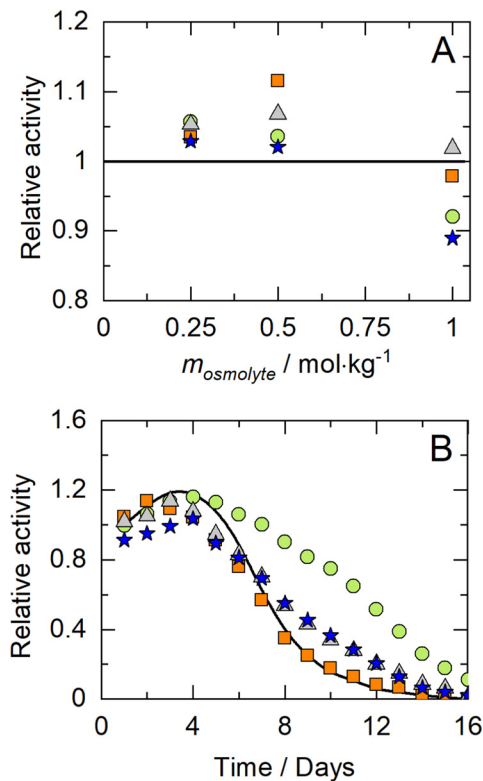 A
1.2
1.1
1
0.9
0.8
Relative activity
0 0.25 0.5 0.75 1
m_osmolyte / mol·kg⁻¹
B
1.6
1.2
0.8
0.4
0
Relative activity
0 4 8 12 16
Time / Days